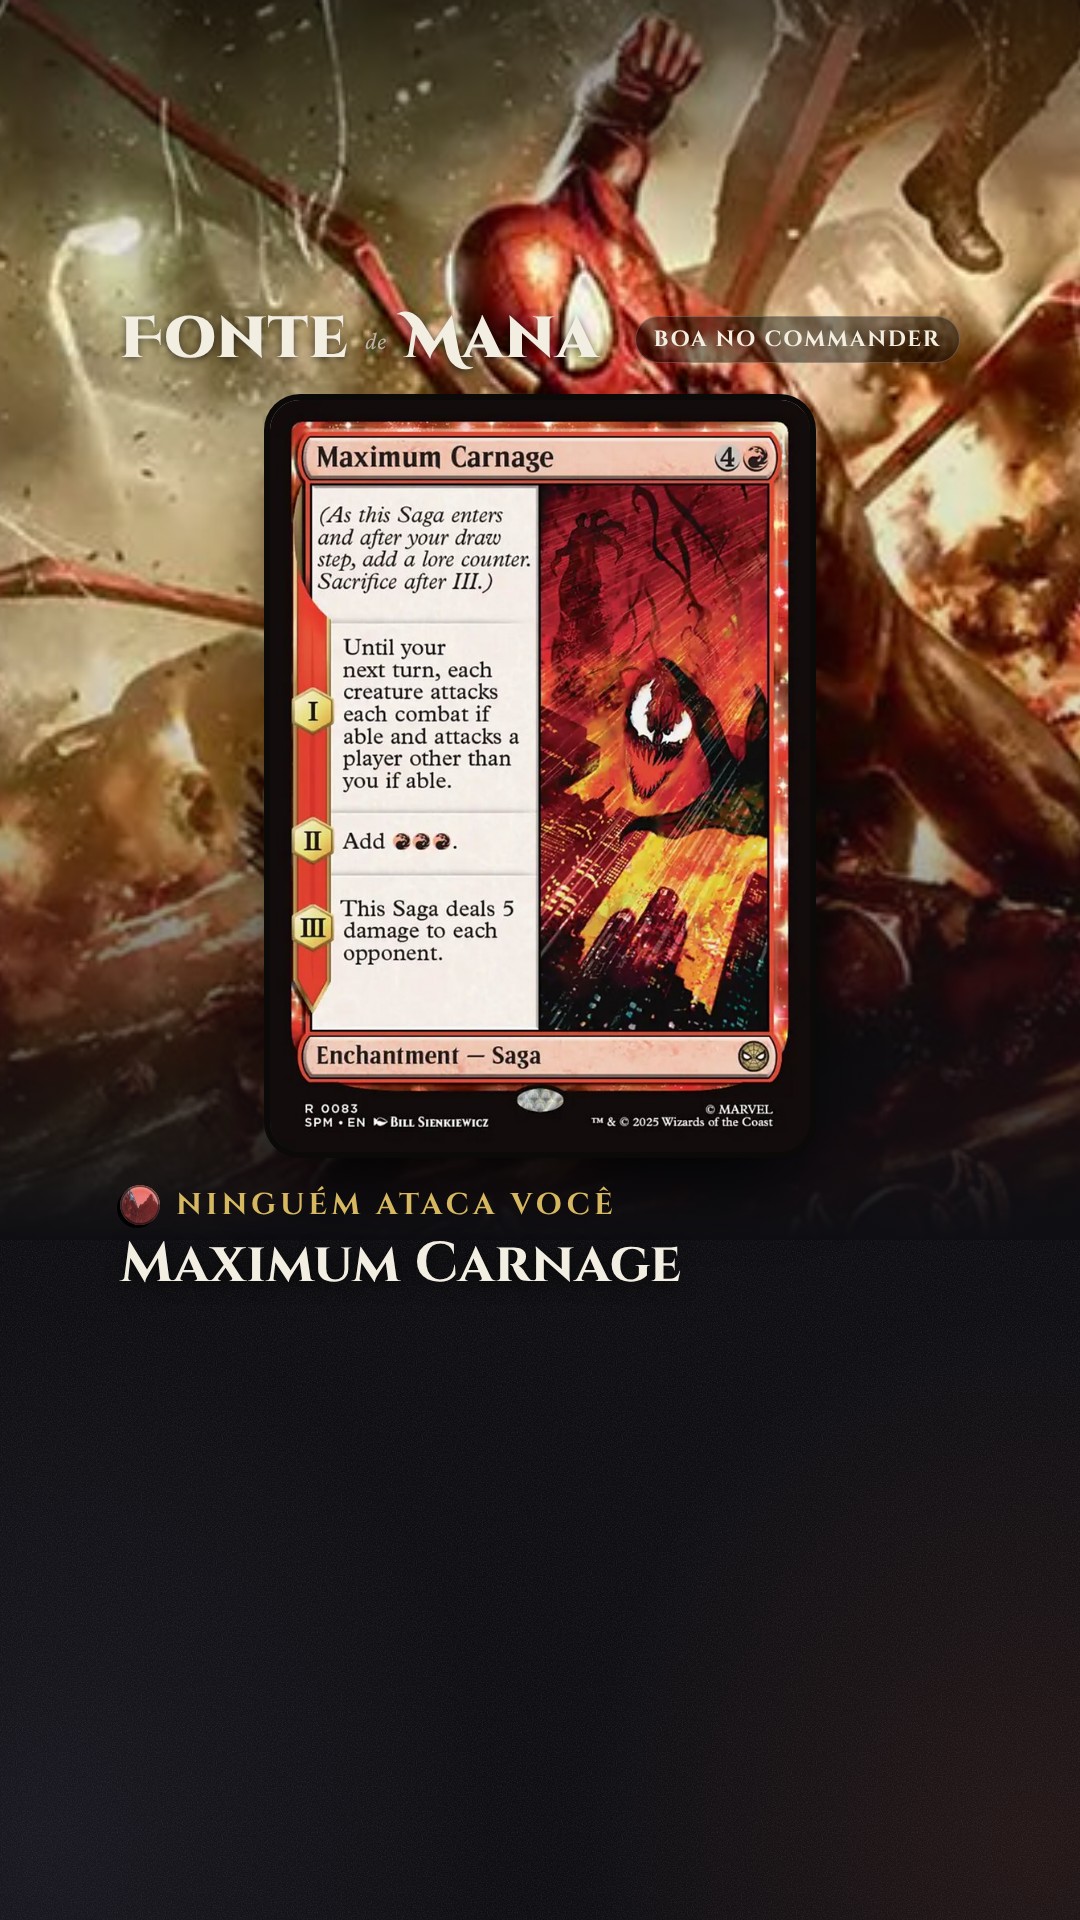 FONTE de MANA
BOA NO COMMANDER
Maximum Carnage 4
(As this Saga enters
and after your draw
step, add a lore counter.
Sacrifice after III.)
I
Until your
next turn, each
creature attacks
each combat if
able and attacks a
player other than
you if able.
II
Add .
III
This Saga deals 5
damage to each
opponent.
Enchantment — Saga
R 0083
SPM • EN BILL SIENKIEWICZ
© MARVEL
™ & © 2025 Wizards of the Coast
NINGUÉM ATACA VOCÊ
MAXIMUM CARNAGE